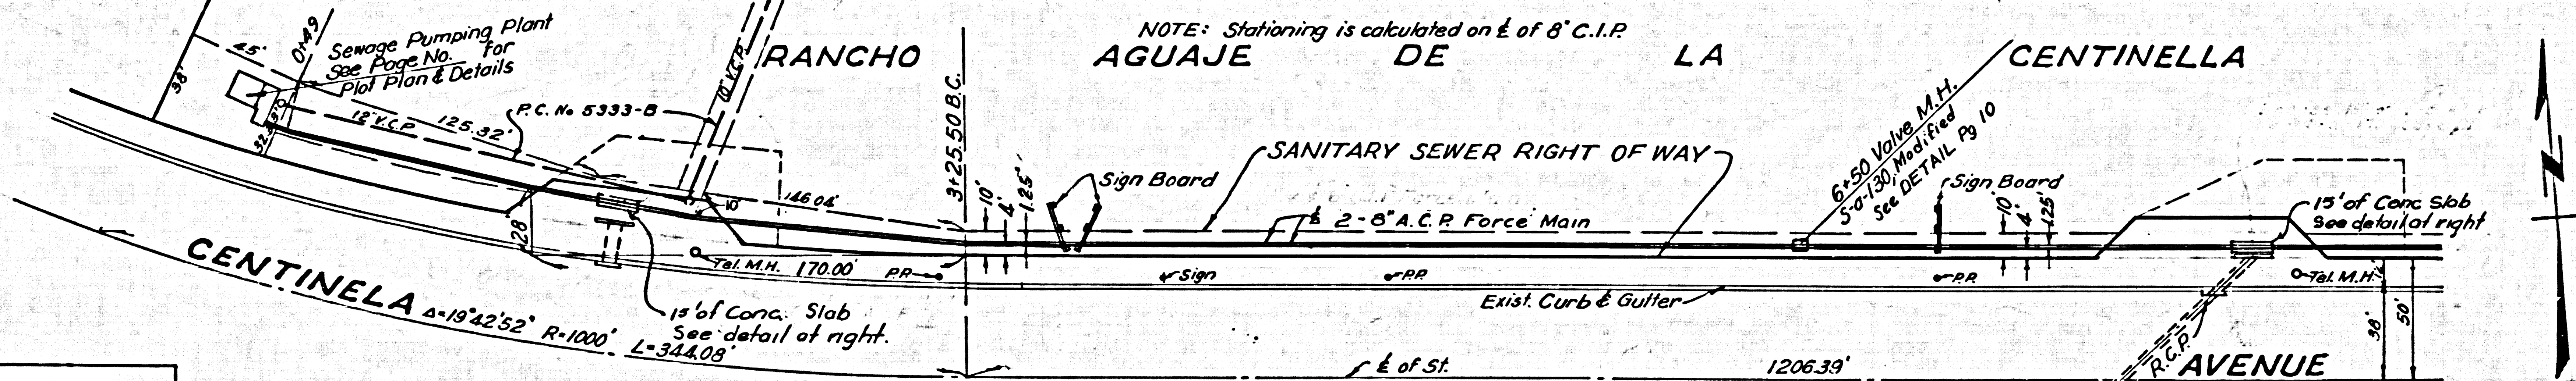 NOTE: Stationing is calculated on ℄ of 8" C.I.P.
RANCHO AGUAJE DE LA CENTINELLA
45'
38'
0+49
Sewage Pumping Plant
See Page No. for
Plot Plan & Details
P.C. No 5333-B
12" V.C.P.
125.32'
10" V.C.P.
3+25.50 B.C.
10'
4'
1.25'
Sign Board
SANITARY SEWER RIGHT OF WAY
6+50 Valve M.H.
S-a-130, Modified
See DETAIL Pg 10
Sign Board
10'
4'
1.25'
15' of Conc Slab
See detail at right
146.04'
10'
28'
℄ 2-8" A.C.P. Force Main
Tel. M.H.
170.00'
P.P.
Sign
P.P.
P.P.
Tel. M.H.
Exist. Curb & Gutter
15' of Conc. Slab
See detail at right.
CENTINELA
Δ=19°42'52" R=1000' L=344.08'
℄ of St.
1206.39'
R.C.P.
AVENUE
38'
50'
N